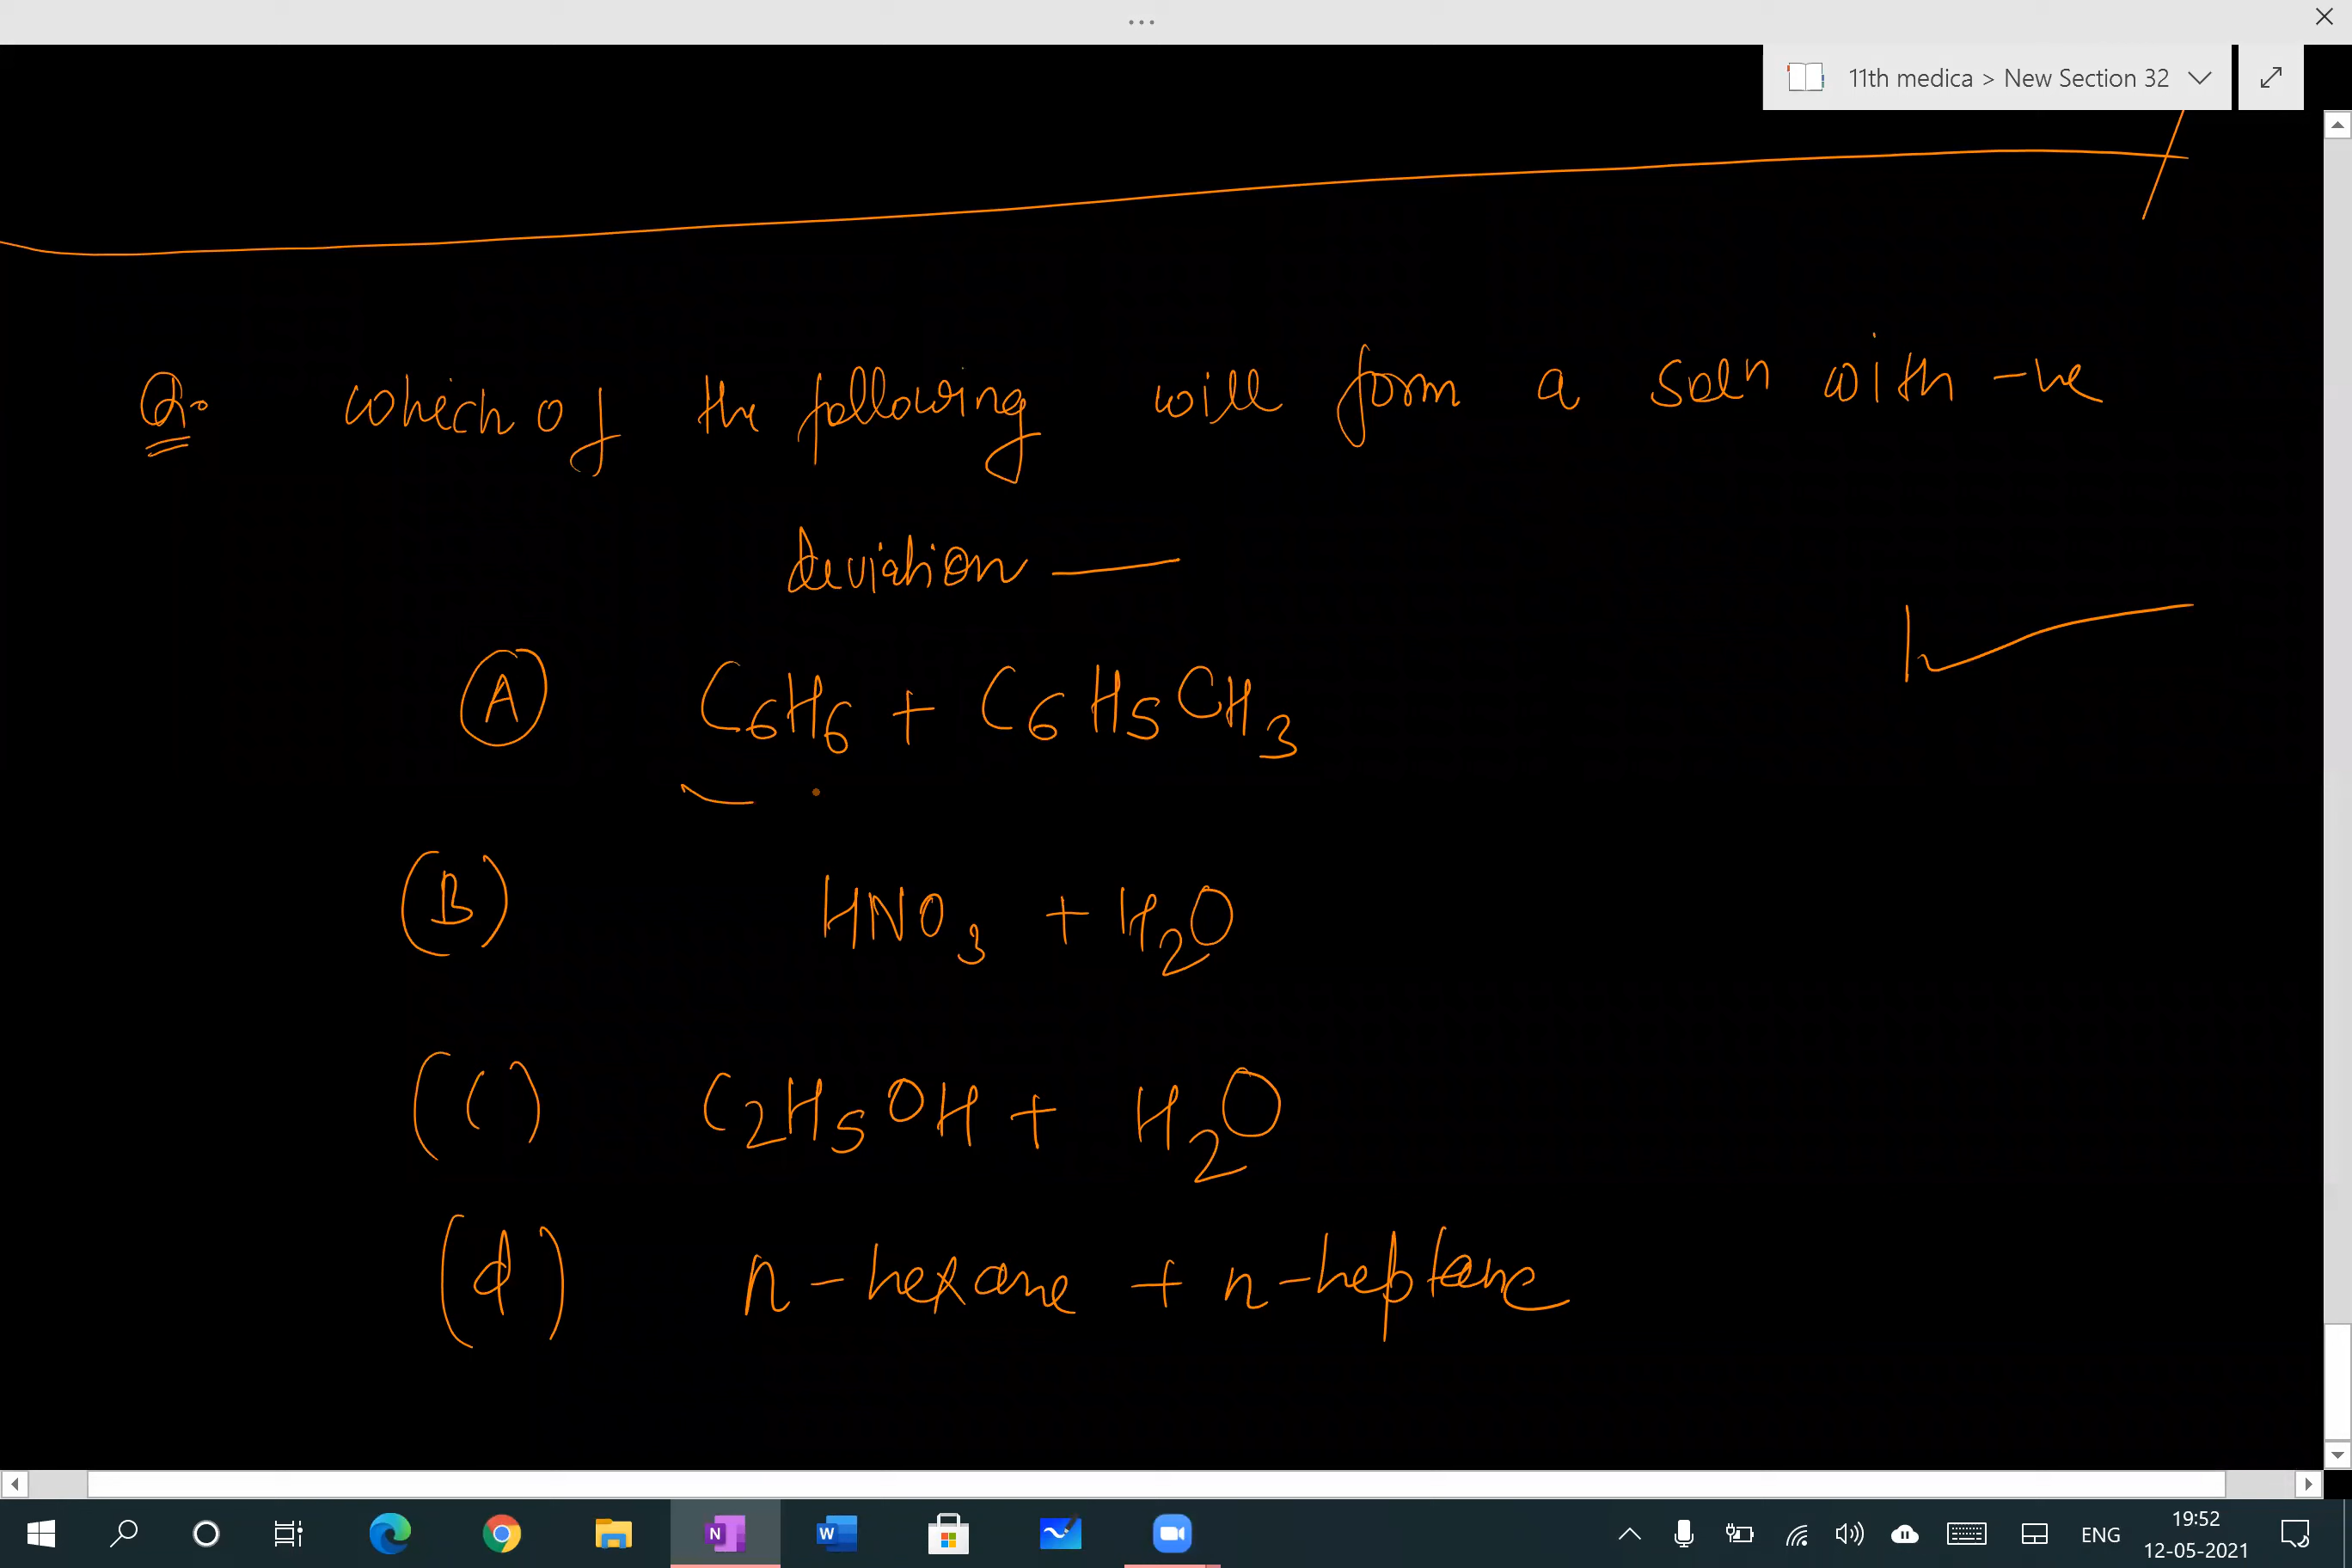 11th medica > New Section 32
Q. which of the following will form a soln with -ve
deviation —
(A) C6H6 + C6H5CH3
(B) HNO3 + H2O
(C) C2H5OH + H2O
(d) n-hexane + n-heptane
ENG
19:52
12-05-2021